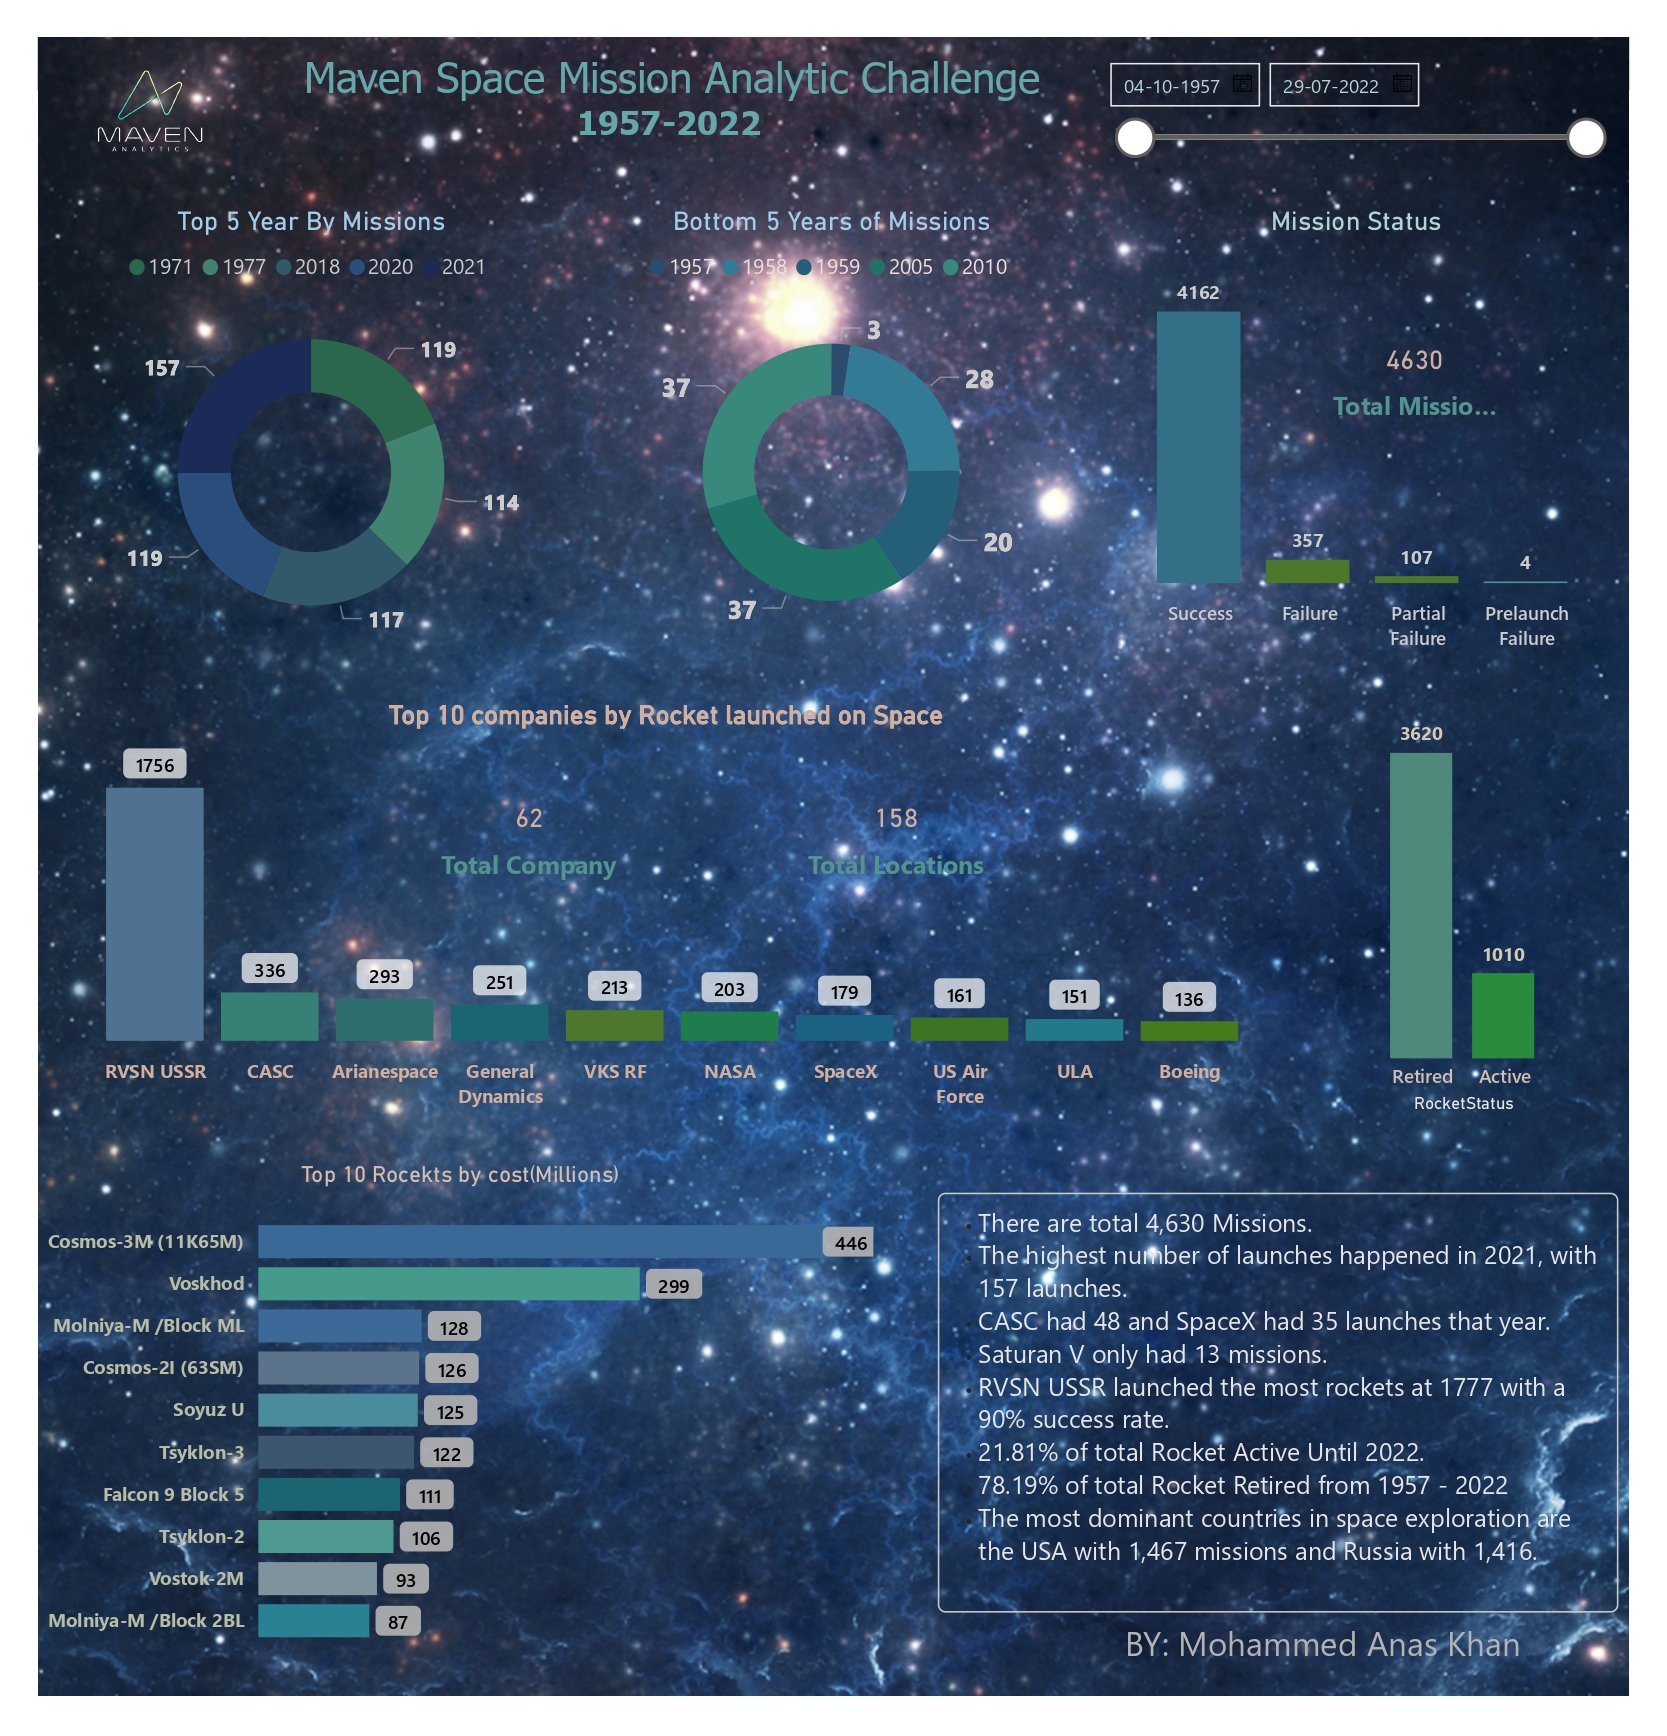 MAVEN
ANALYTICS
Maven Space Mission Analytic Challenge
1957-2022
04-10-1957
29-07-2022
Top 5 Year By Missions
1971 1977 2018 2020 2021
119
114
117
119
157
Bottom 5 Years of Missions
1957 1958 1959 2005 2010
3
28
20
37
37
Mission Status
4162
357
107
4
4630
Total Missio...
Success
Failure
Partial
Failure
Prelaunch
Failure
Top 10 companies by Rocket launched on Space
62
Total Company
158
Total Locations
1756
336
293
251
213
203
179
161
151
136
RVSN USSR
CASC
Arianespace
General
Dynamics
VKS RF
NASA
SpaceX
US Air
Force
ULA
Boeing
3620
1010
Retired
Active
RocketStatus
Top 10 Rocekts by cost(Millions)
Cosmos-3M (11K65M) 446
Voskhod 299
Molniya-M /Block ML 128
Cosmos-2I (63SM) 126
Soyuz U 125
Tsyklon-3 122
Falcon 9 Block 5 111
Tsyklon-2 106
Vostok-2M 93
Molniya-M /Block 2BL 87
• There are total 4,630 Missions.
• The highest number of launches happened in 2021, with
157 launches.
• CASC had 48 and SpaceX had 35 launches that year.
• Saturan V only had 13 missions.
• RVSN USSR launched the most rockets at 1777 with a
90% success rate.
• 21.81% of total Rocket Active Until 2022.
• 78.19% of total Rocket Retired from 1957 - 2022
• The most dominant countries in space exploration are
the USA with 1,467 missions and Russia with 1,416.
BY: Mohammed Anas Khan